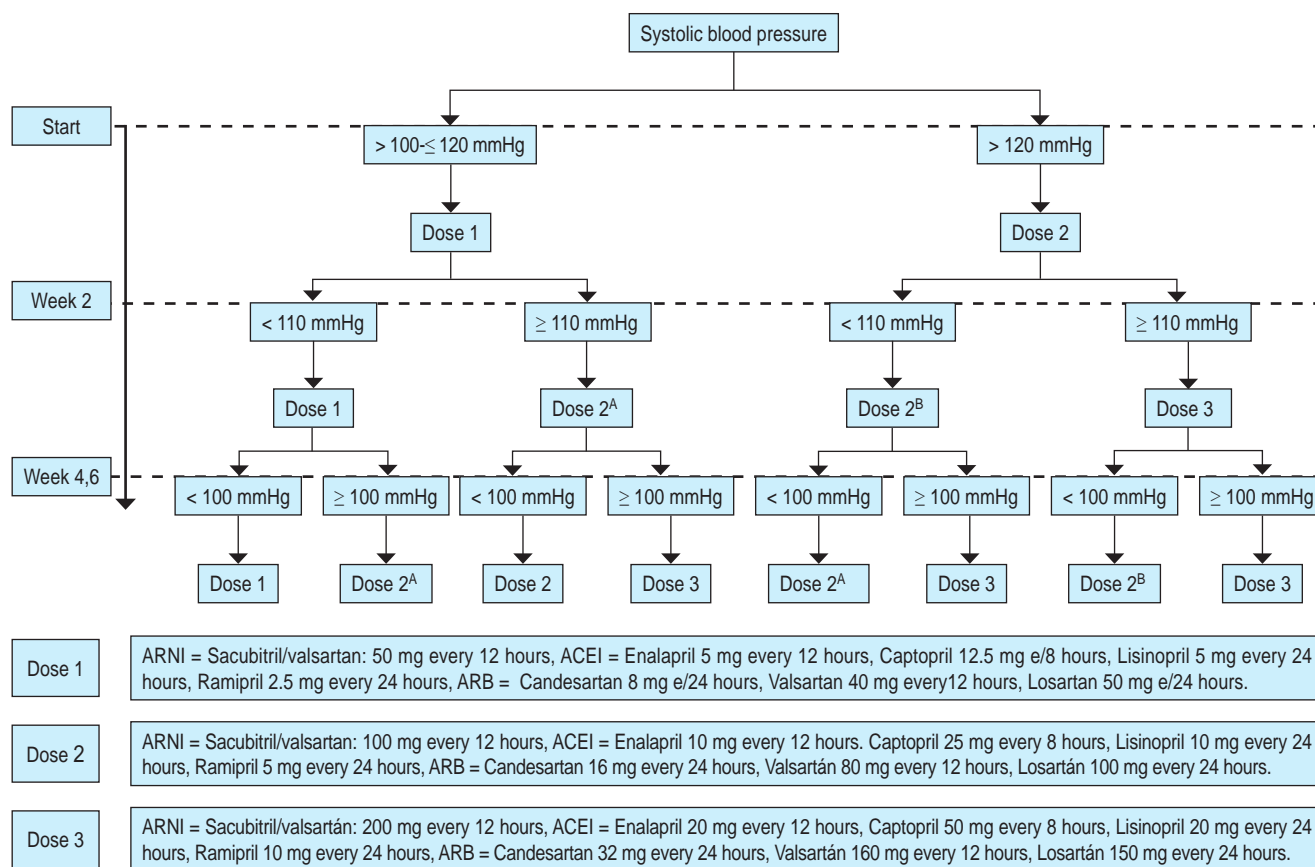 Systolic blood pressure
Start
> 100-≤ 120 mmHg
> 120 mmHg
Dose 1
Dose 2
Week 2
< 110 mmHg
≥ 110 mmHg
< 110 mmHg
≥ 110 mmHg
Dose 1
Dose 2ᴬ
Dose 2ᴮ
Dose 3
Week 4,6
< 100 mmHg
≥ 100 mmHg
< 100 mmHg
≥ 100 mmHg
< 100 mmHg
≥ 100 mmHg
< 100 mmHg
≥ 100 mmHg
Dose 1
Dose 2ᴬ
Dose 2
Dose 3
Dose 2ᴬ
Dose 3
Dose 2ᴮ
Dose 3
Dose 1
ARNI = Sacubitril/valsartan: 50 mg every 12 hours, ACEI = Enalapril 5 mg every 12 hours, Captopril 12.5 mg e/8 hours, Lisinopril 5 mg every 24
hours, Ramipril 2.5 mg every 24 hours, ARB = Candesartan 8 mg e/24 hours, Valsartan 40 mg every12 hours, Losartan 50 mg e/24 hours.
Dose 2
ARNI = Sacubitril/valsartan: 100 mg every 12 hours, ACEI = Enalapril 10 mg every 12 hours. Captopril 25 mg every 8 hours, Lisinopril 10 mg every 24
hours, Ramipril 5 mg every 24 hours, ARB = Candesartan 16 mg every 24 hours, Valsartán 80 mg every 12 hours, Losartán 100 mg every 24 hours.
Dose 3
ARNI = Sacubitril/valsartán: 200 mg every 12 hours, ACEI = Enalapril 20 mg every 12 hours, Captopril 50 mg every 8 hours, Lisinopril 20 mg every 24
hours, Ramipril 10 mg every 24 hours, ARB = Candesartan 32 mg every 24 hours, Valsartán 160 mg every 12 hours, Losartán 150 mg every 24 hours.